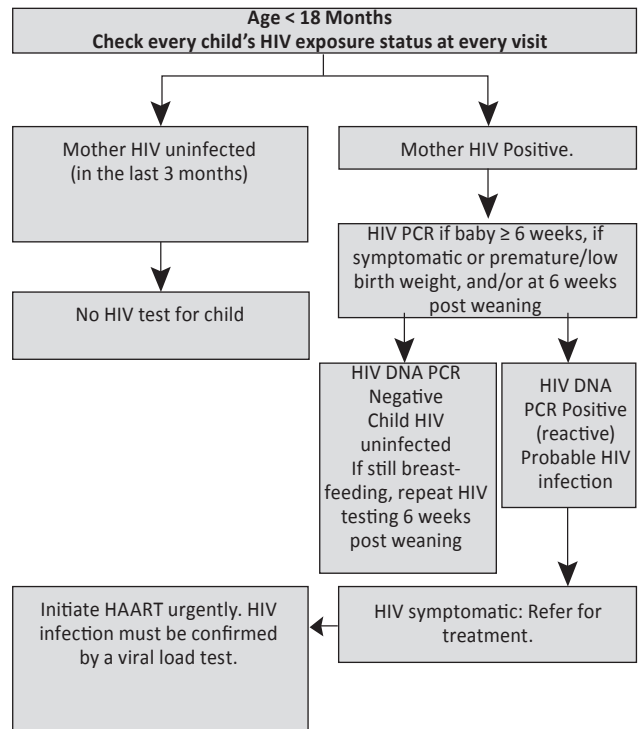 Age < 18 Months
Check every child's HIV exposure status at every visit
Mother HIV uninfected
(in the last 3 months)
Mother HIV Positive.
No HIV test for child
HIV PCR if baby ≥ 6 weeks, if
symptomatic or premature/low
birth weight, and/or at 6 weeks
post weaning
HIV DNA PCR
Negative
Child HIV
uninfected
If still breast-
feeding, repeat HIV
testing 6 weeks
post weaning
HIV DNA
PCR Positive
(reactive)
Probable HIV
infection
Initiate HAART urgently. HIV
infection must be confirmed
by a viral load test.
HIV symptomatic: Refer for
treatment.